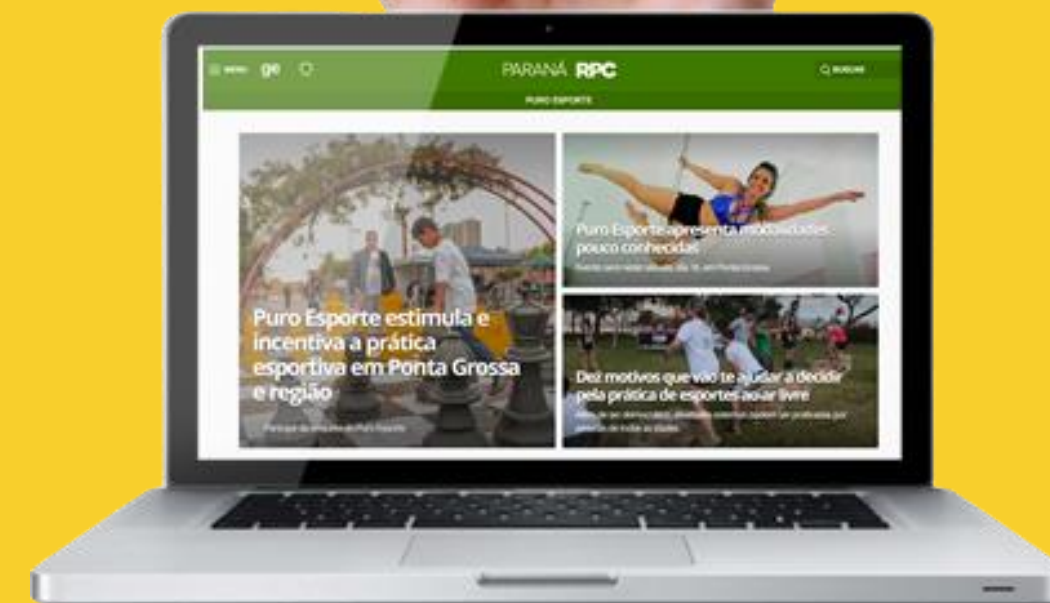 MENU ge PARANÁ RPC BUSCAR
PURO ESPORTE
Puro Esporte estimula e
incentiva a prática
esportiva em Ponta Grossa
e região
Puro Esporte apresenta modalidades
pouco conhecidas
Dez motivos que vão te ajudar a decidir
pela prática de esportes ao ar livre